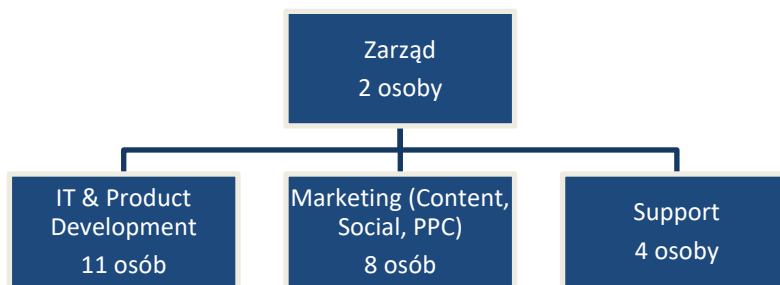 Zarząd
2 osoby
IT & Product
Development
11 osób
Marketing (Content,
Social, PPC)
8 osób
Support
4 osoby